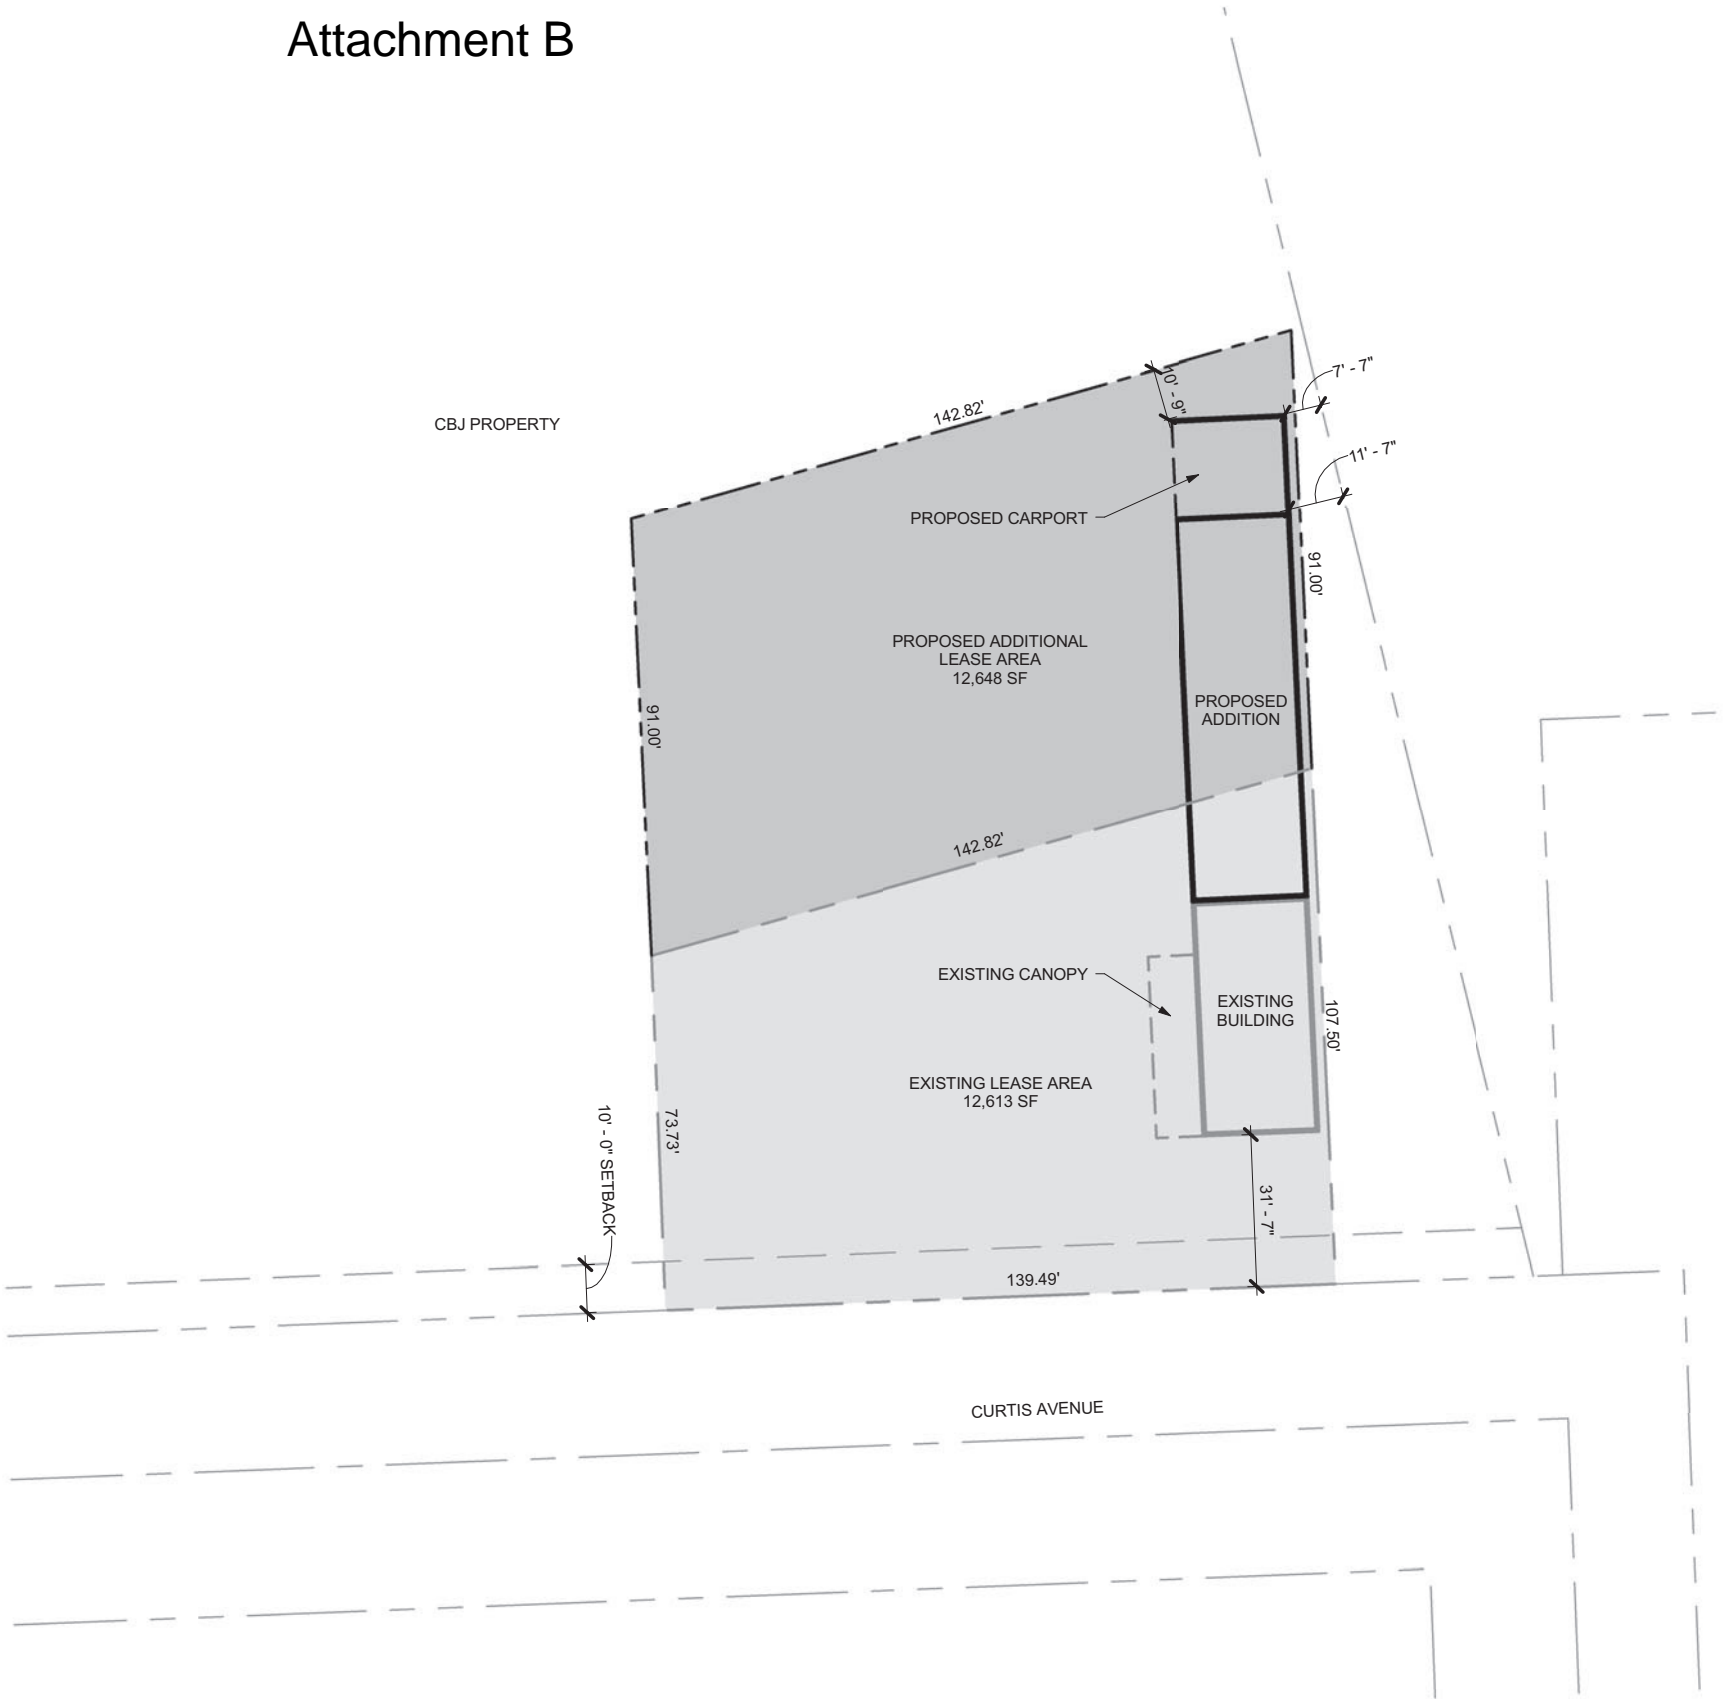 Attachment B
7' - 7"
10' - 9"
142.82'
CBJ PROPERTY
11' - 7"
PROPOSED CARPORT
91.00'
PROPOSED ADDITIONAL
LEASE AREA
12,648 SF
PROPOSED
ADDITION
91.00'
142.82'
EXISTING CANOPY
EXISTING
BUILDING
107.50'
EXISTING LEASE AREA
12,613 SF
73.73'
10' - 0" SETBACK
31' - 7"
139.49'
CURTIS AVENUE